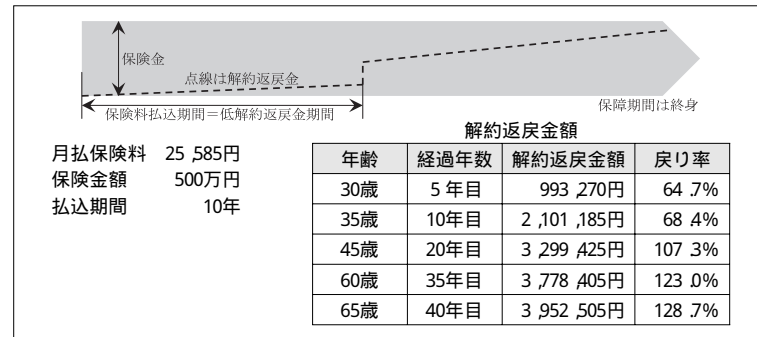 保険金
点線は解約返戻金
保険料払込期間＝低解約返戻金期間
保障期間は終身
月払保険料 25,585円
保険金額 500万円
払込期間 10年
解約返戻金額
年齢 経過年数 解約返戻金額 戻り率
30歳 5年目 993,270円 64.7%
35歳 10年目 2,101,185円 68.4%
45歳 20年目 3,299,425円 107.3%
60歳 35年目 3,778,405円 123.0%
65歳 40年目 3,952,505円 128.7%